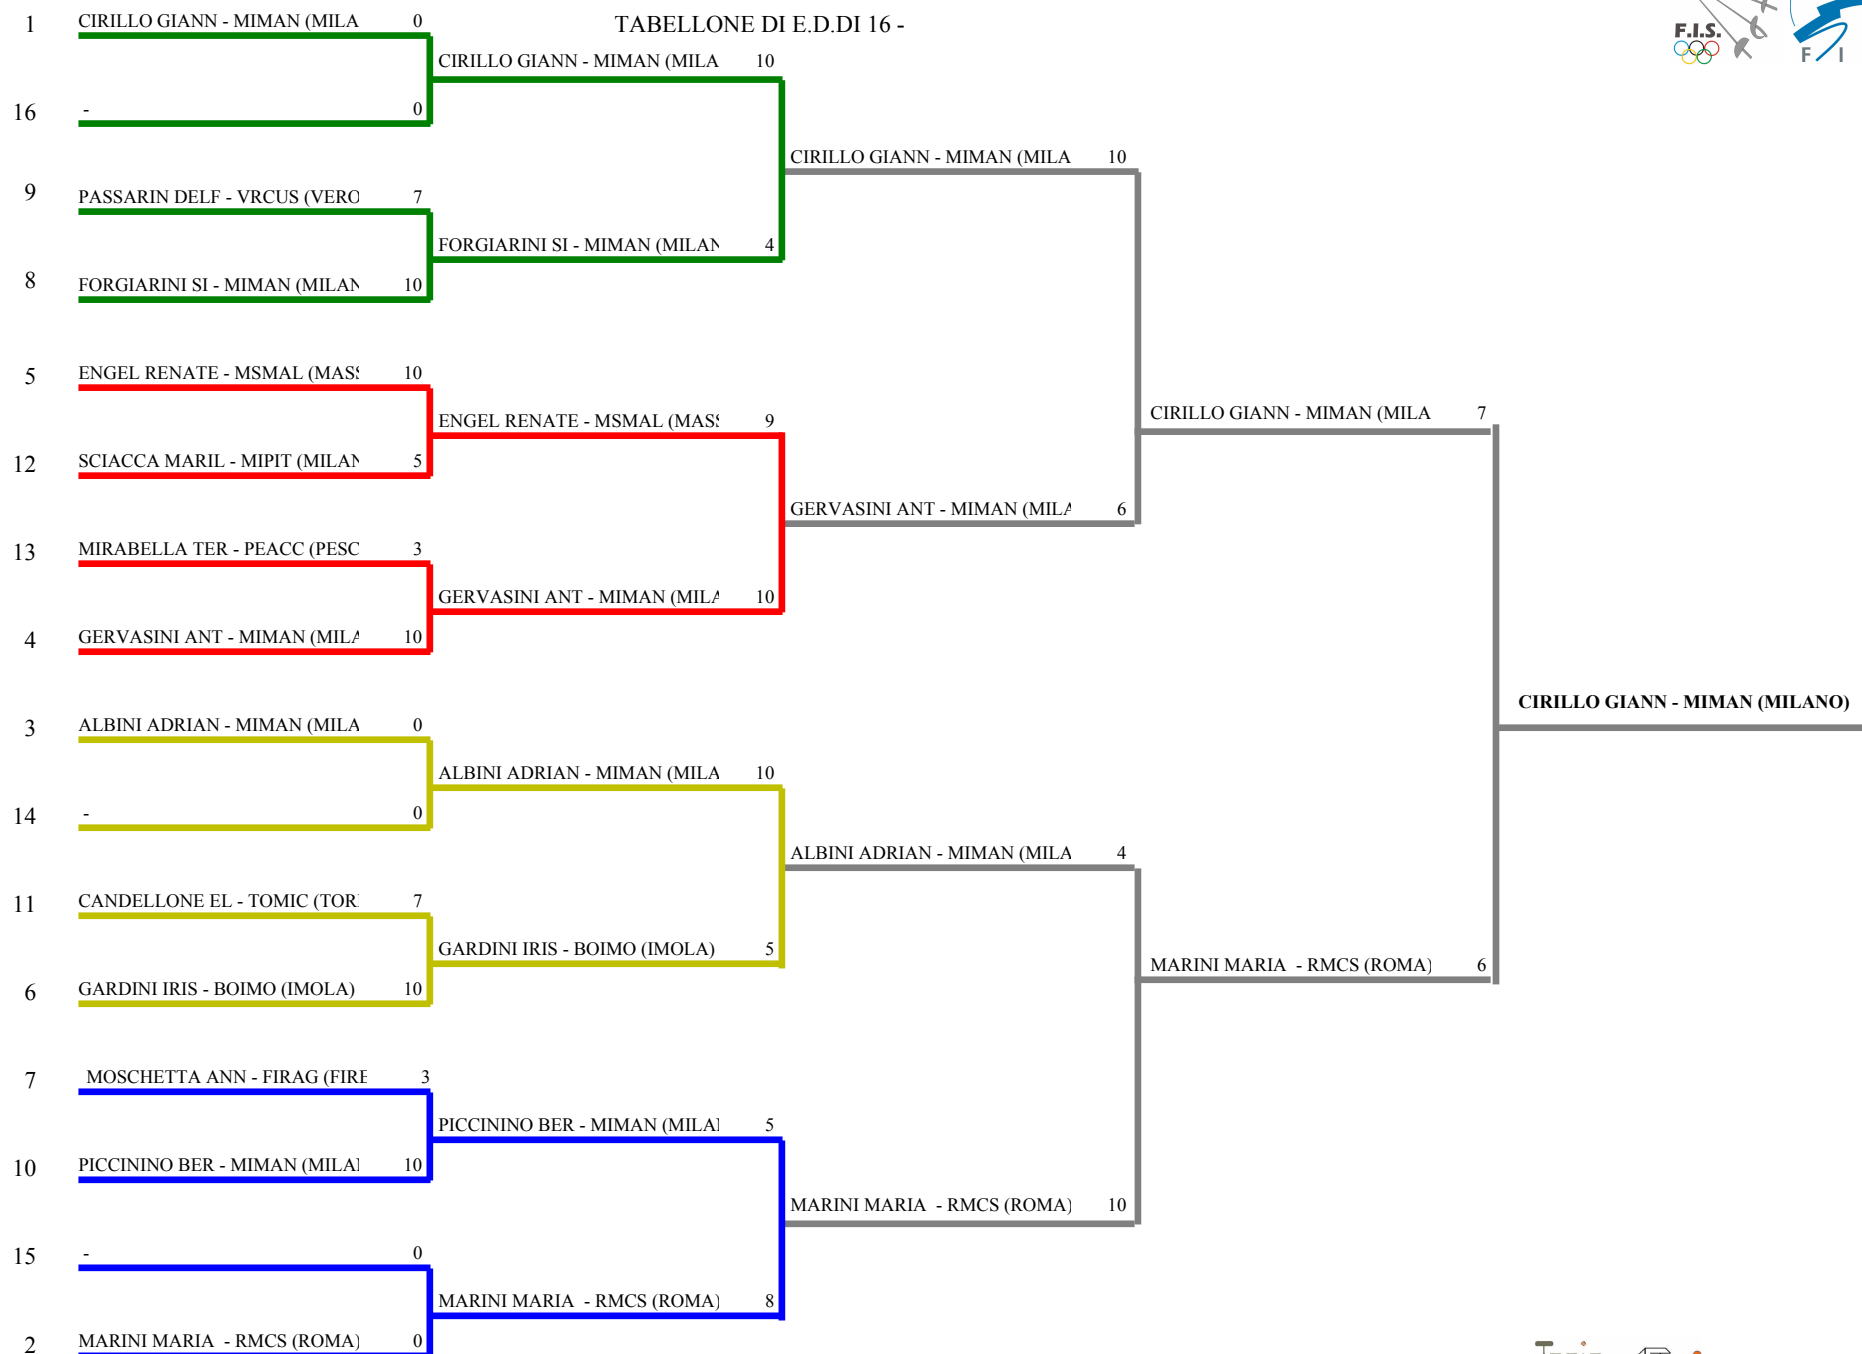 TABELLONE DI E.D.DI 16 -
F.I.S.
F I
1 CIRILLO GIANN - MIMAN (MILA 0
CIRILLO GIANN - MIMAN (MILA 10
16 - 0
CIRILLO GIANN - MIMAN (MILA 10
9 PASSARIN DELF - VRCUS (VERO 7
FORGIARINI SI - MIMAN (MILAN 4
8 FORGIARINI SI - MIMAN (MILAN 10
5 ENGEL RENATE - MSMAL (MASS 10
ENGEL RENATE - MSMAL (MASS 9
CIRILLO GIANN - MIMAN (MILA 7
12 SCIACCA MARIL - MIPIT (MILAN 5
GERVASINI ANT - MIMAN (MILA 6
13 MIRABELLA TER - PEACC (PESC 3
GERVASINI ANT - MIMAN (MILA 10
4 GERVASINI ANT - MIMAN (MILA 10
CIRILLO GIANN - MIMAN (MILANO)
3 ALBINI ADRIAN - MIMAN (MILA 0
ALBINI ADRIAN - MIMAN (MILA 10
14 - 0
ALBINI ADRIAN - MIMAN (MILA 4
11 CANDELLONE EL - TOMIC (TOR 7
GARDINI IRIS - BOIMO (IMOLA) 5
MARINI MARIA - RMCS (ROMA) 6
6 GARDINI IRIS - BOIMO (IMOLA) 10
7 MOSCHETTA ANN - FIRAG (FIRE 3
PICCININO BER - MIMAN (MILA 5
10 PICCININO BER - MIMAN (MILA 10
MARINI MARIA - RMCS (ROMA) 10
15 - 0
MARINI MARIA - RMCS (ROMA) 8
2 MARINI MARIA - RMCS (ROMA) 0